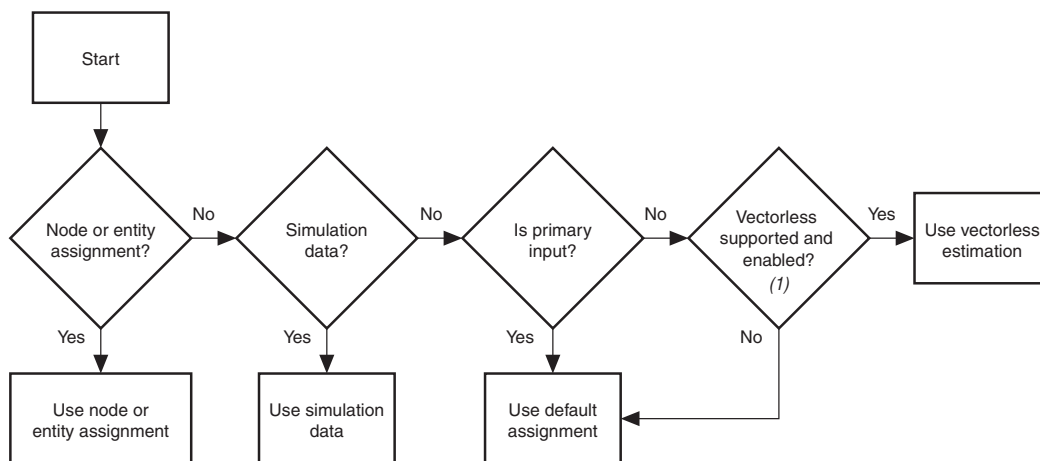 Start
Node or entity
assignment?
No
Simulation
data?
No
Is primary
input?
No
Vectorless
supported and
enabled?
(1)
Yes
Use vectorless
estimation
Yes
Yes
Yes
No
Use node or
entity assignment
Use simulation
data
Use default
assignment